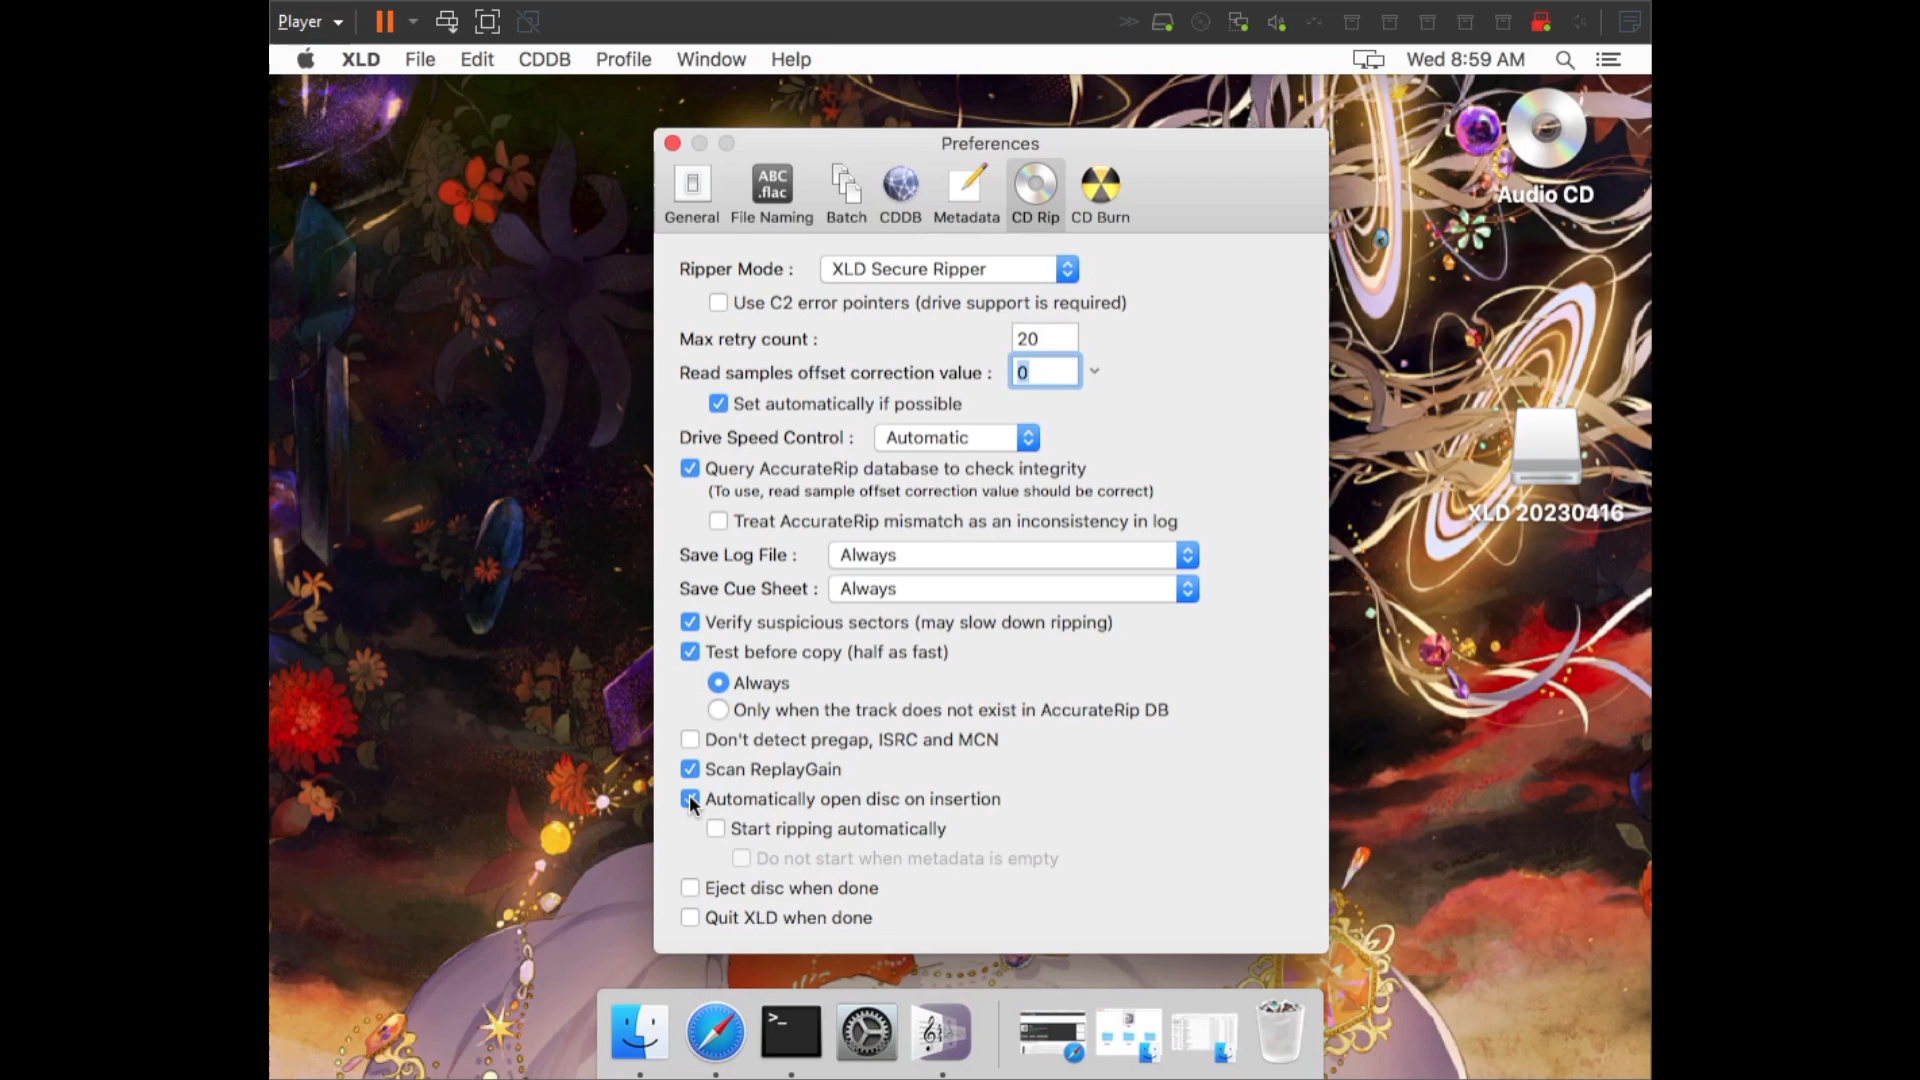 Player
XLD File Edit CDDB Profile Window Help Wed 8:59 AM
Preferences
ABC
.flac
General File Naming Batch CDDB Metadata CD Rip CD Burn
Audio CD
Ripper Mode : XLD Secure Ripper
Use C2 error pointers (drive support is required)
Max retry count : 20
Read samples offset correction value : 0
Set automatically if possible
Drive Speed Control : Automatic
Query AccurateRip database to check integrity
(To use, read sample offset correction value should be correct)
XLD 20230416
Treat AccurateRip mismatch as an inconsistency in log
Save Log File : Always
Save Cue Sheet : Always
Verify suspicious sectors (may slow down ripping)
Test before copy (half as fast)
Always
Only when the track does not exist in AccurateRip DB
Don't detect pregap, ISRC and MCN
Scan ReplayGain
Automatically open disc on insertion
Start ripping automatically
Do not start when metadata is empty
Eject disc when done
Quit XLD when done